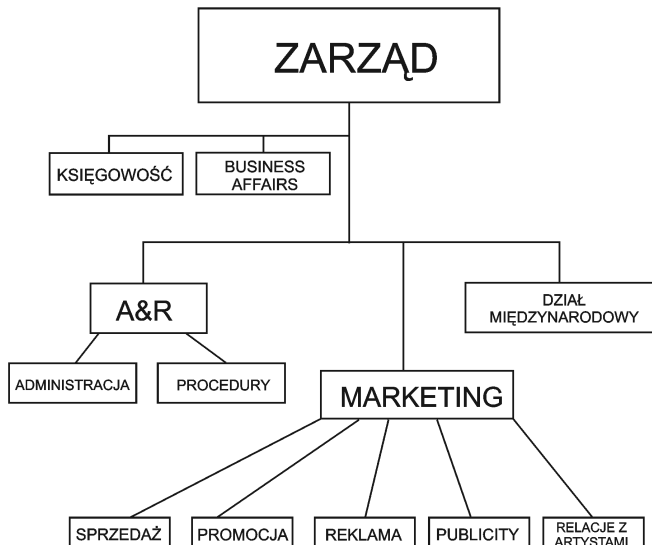 ZARZĄD
KSIĘGOWOŚĆ
BUSINESS
AFFAIRS
A&R
DZIAŁ
MIĘDZYNARODOWY
ADMINISTRACJA
PROCEDURY
MARKETING
SPRZEDAŻ
PROMOCJA
REKLAMA
PUBLICITY
RELACJE Z
ARTYSTAMI